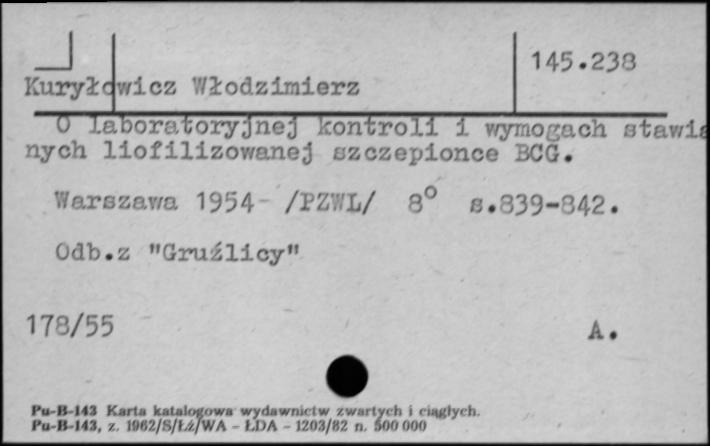 145.238
Kuryłowicz Włodzimierz
O laboratoryjnej kontroli i wymogach stawia
nych liofilizowanej szczepionce BCG.
Warszawa 1954- /PZWL/ 8° s.839-842.
Odb.z "Gruźlicy"
178/55 A.
Pu-B-143 Karta katalogowa wydawnictw zwartych i ciągłych.
Pu-B-143, z. 1962/S/Łź/WA - ŁDA - 1203/82 n. 500 000